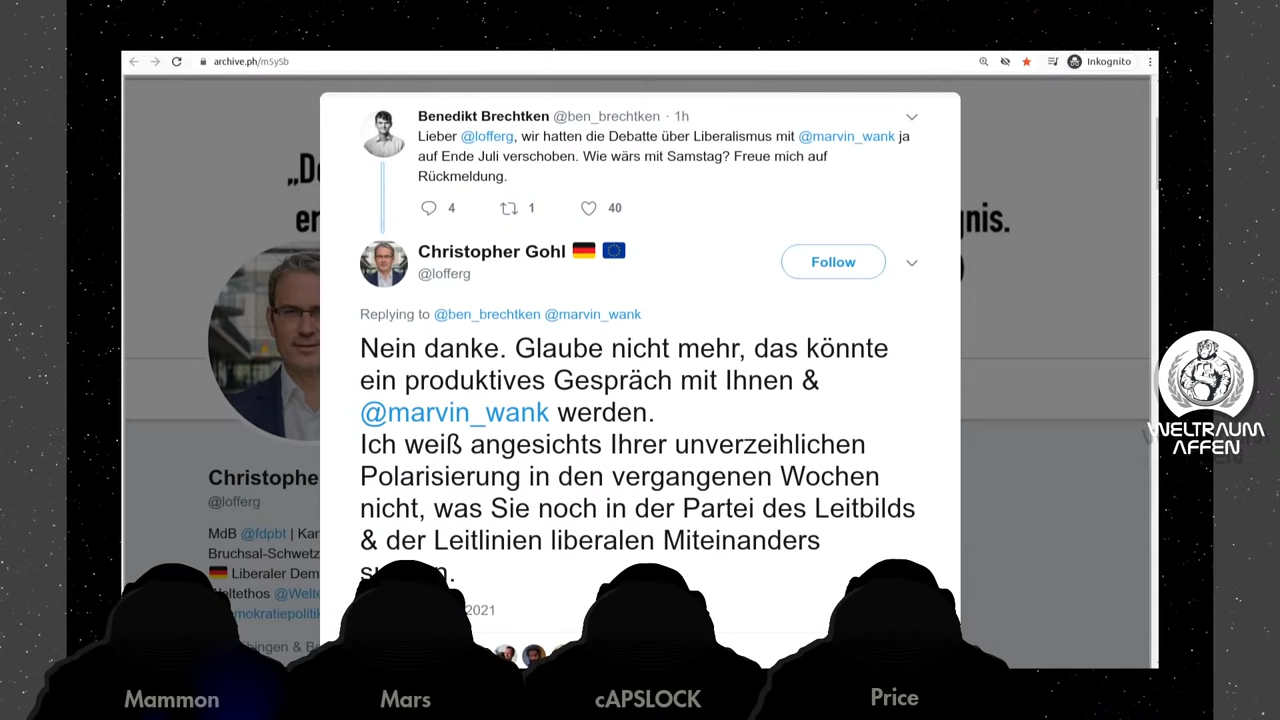 archive.ph/m5ySb
Inkognito
Benedikt Brechtken @ben_brechtken · 1h
Lieber @lofferg, wir hatten die Debatte über Liberalismus mit @marvin_wank ja
auf Ende Juli verschoben. Wie wärs mit Samstag? Freue mich auf
Rückmeldung.
4 1 40
Christopher Gohl
@lofferg
Follow
Replying to @ben_brechtken @marvin_wank
Nein danke. Glaube nicht mehr, das könnte
ein produktives Gespräch mit Ihnen &
@marvin_wank werden.
Ich weiß angesichts Ihrer unverzeihlichen
Polarisierung in den vergangenen Wochen
nicht, was Sie noch in der Partei des Leitbilds
& der Leitlinien liberalen Miteinanders
2021
Christophe
@lofferg
MdB @fdpbt |
Bruchsal-Schwetz
Liberaler Dem
WELTRAUM
AFFEN
Mammon
Mars
cAPSLOCK
Price